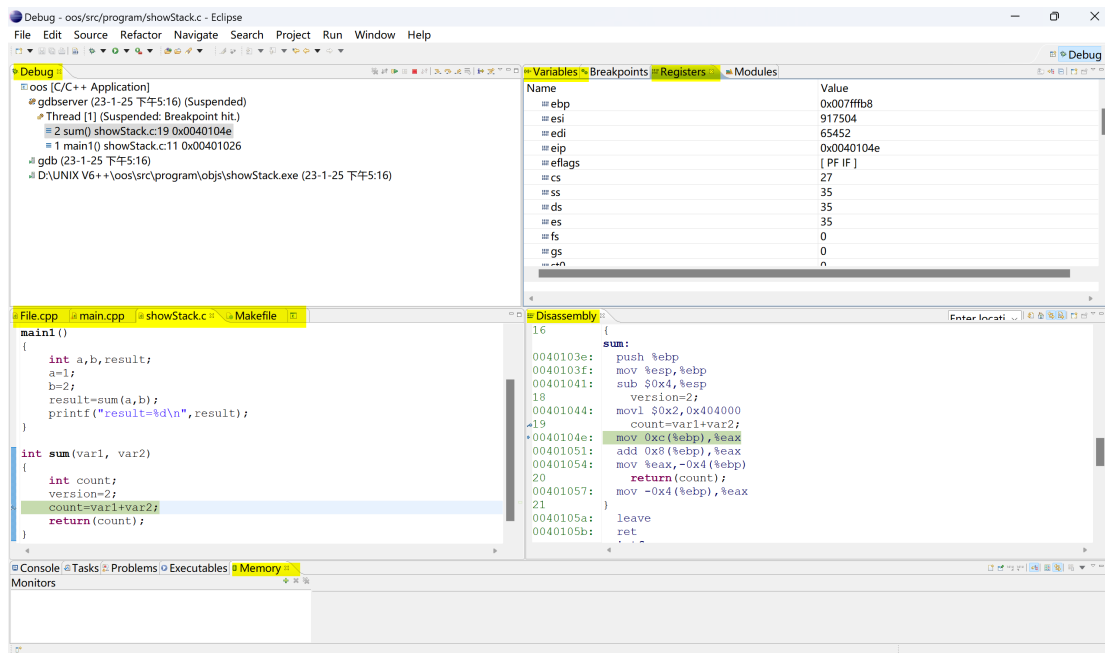 Debug - oos/src/program/showStack.c - Eclipse
File Edit Source Refactor Navigate Search Project Run Window Help
Debug
Debug
oos [C/C++ Application]
gdbserver (23-1-25 下午5:16) (Suspended)
Thread [1] (Suspended: Breakpoint hit.)
2 sum() showStack.c:19 0x0040104e
1 main1() showStack.c:11 0x00401026
gdb (23-1-25 下午5:16)
D:\UNIX V6++\oos\src\program\objs\showStack.exe (23-1-25 下午5:16)
Variables Breakpoints Registers Modules
Name Value
ebp 0x007fffb8
esi 917504
edi 65452
eip 0x0040104e
eflags [ PF IF ]
cs 27
ss 35
ds 35
es 35
fs 0
gs 0
st0 0
File.cpp main.cpp showStack.c Makefile
main1()
{
int a,b,result;
a=1;
b=2;
result=sum(a,b);
printf("result=%d\n",result);
}
int sum(var1, var2)
{
int count;
version=2;
count=var1+var2;
return(count);
}
Disassembly
Enter locati
16 {
sum:
0040103e: push %ebp
0040103f: mov %esp,%ebp
00401041: sub $0x4,%esp
18 version=2;
00401044: movl $0x2,0x404000
19 count=var1+var2;
0040104e: mov 0xc(%ebp),%eax
00401051: add 0x8(%ebp),%eax
00401054: mov %eax,-0x4(%ebp)
20 return(count);
00401057: mov -0x4(%ebp),%eax
21 }
0040105a: leave
0040105b: ret
Console Tasks Problems Executables Memory
Monitors